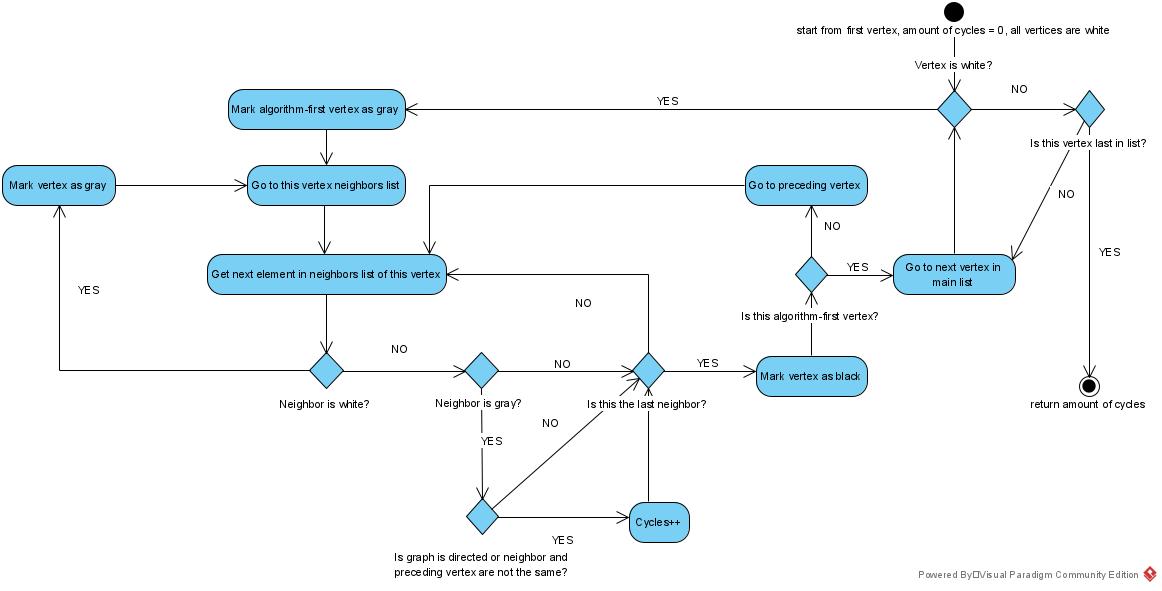 start from first vertex, amount of cycles = 0, all vertices are white
Vertex is white?
NO
YES
Mark algorithm-first vertex as gray
Is this vertex last in list?
Mark vertex as gray
Go to this vertex neighbors list
Go to preceding vertex
NO
NO
YES
Get next element in neighbors list of this vertex
YES
Go to next vertex in
main list
YES
NO
Is this algorithm-first vertex?
NO
NO
YES
Mark vertex as black
Neighbor is white?
Neighbor is gray?
Is this the last neighbor?
return amount of cycles
NO
YES
Cycles++
YES
Is graph is directed or neighbor and
preceding vertex are not the same?
Powered By Visual Paradigm Community Edition